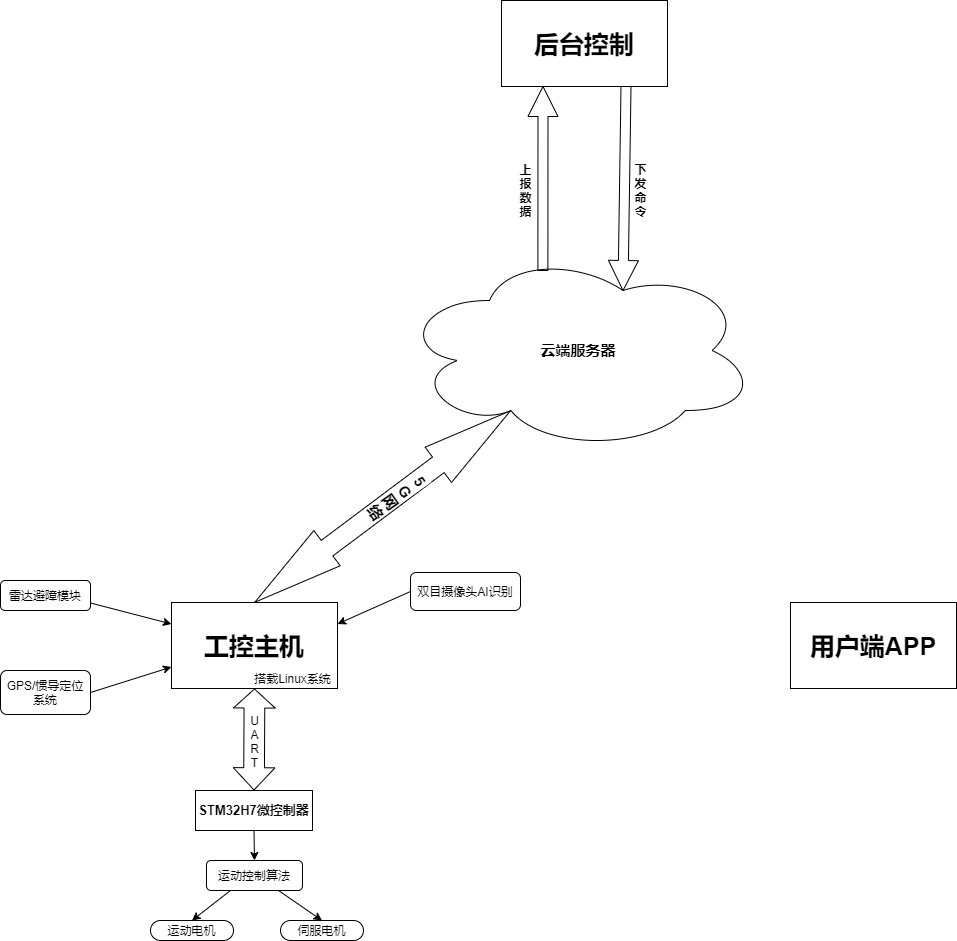 后台控制
上报数据
下发命令
云端服务器
5G网络
双目摄像头AI识别
雷达避障模块
工控主机
搭载Linux系统
用户端APP
GPS/惯导定位
系统
UART
STM32H7微控制器
运动控制算法
运动电机
伺服电机